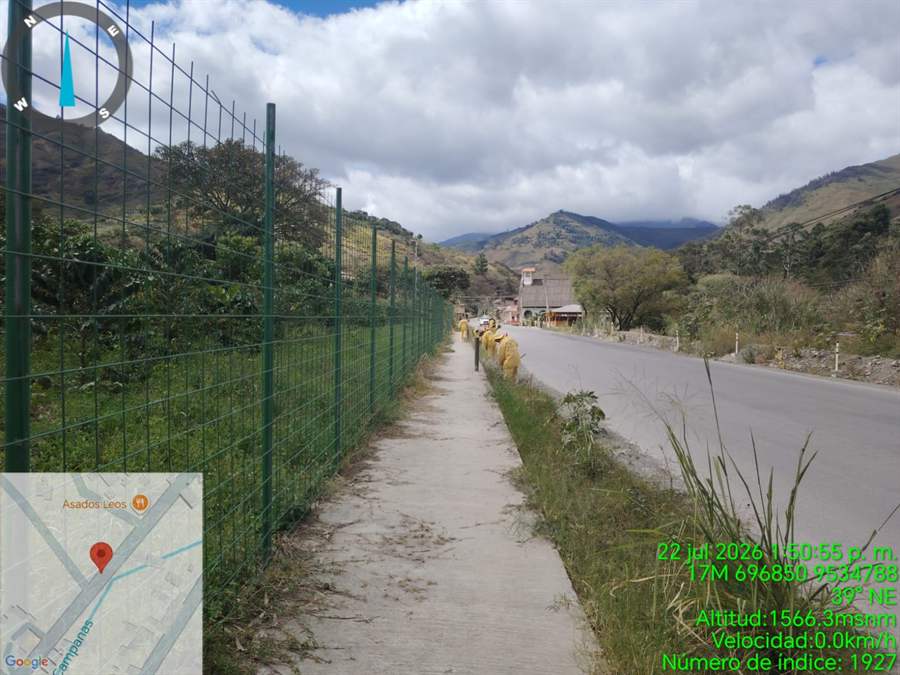 N
E
W
S
Asados Leos
Campanas
Google
22 jul 2026 1:50:55 p. m.
17M 696850 9534788
39° NE
Altitud:1566.3msnm
Velocidad:0.0km/h
Número de índice: 1927